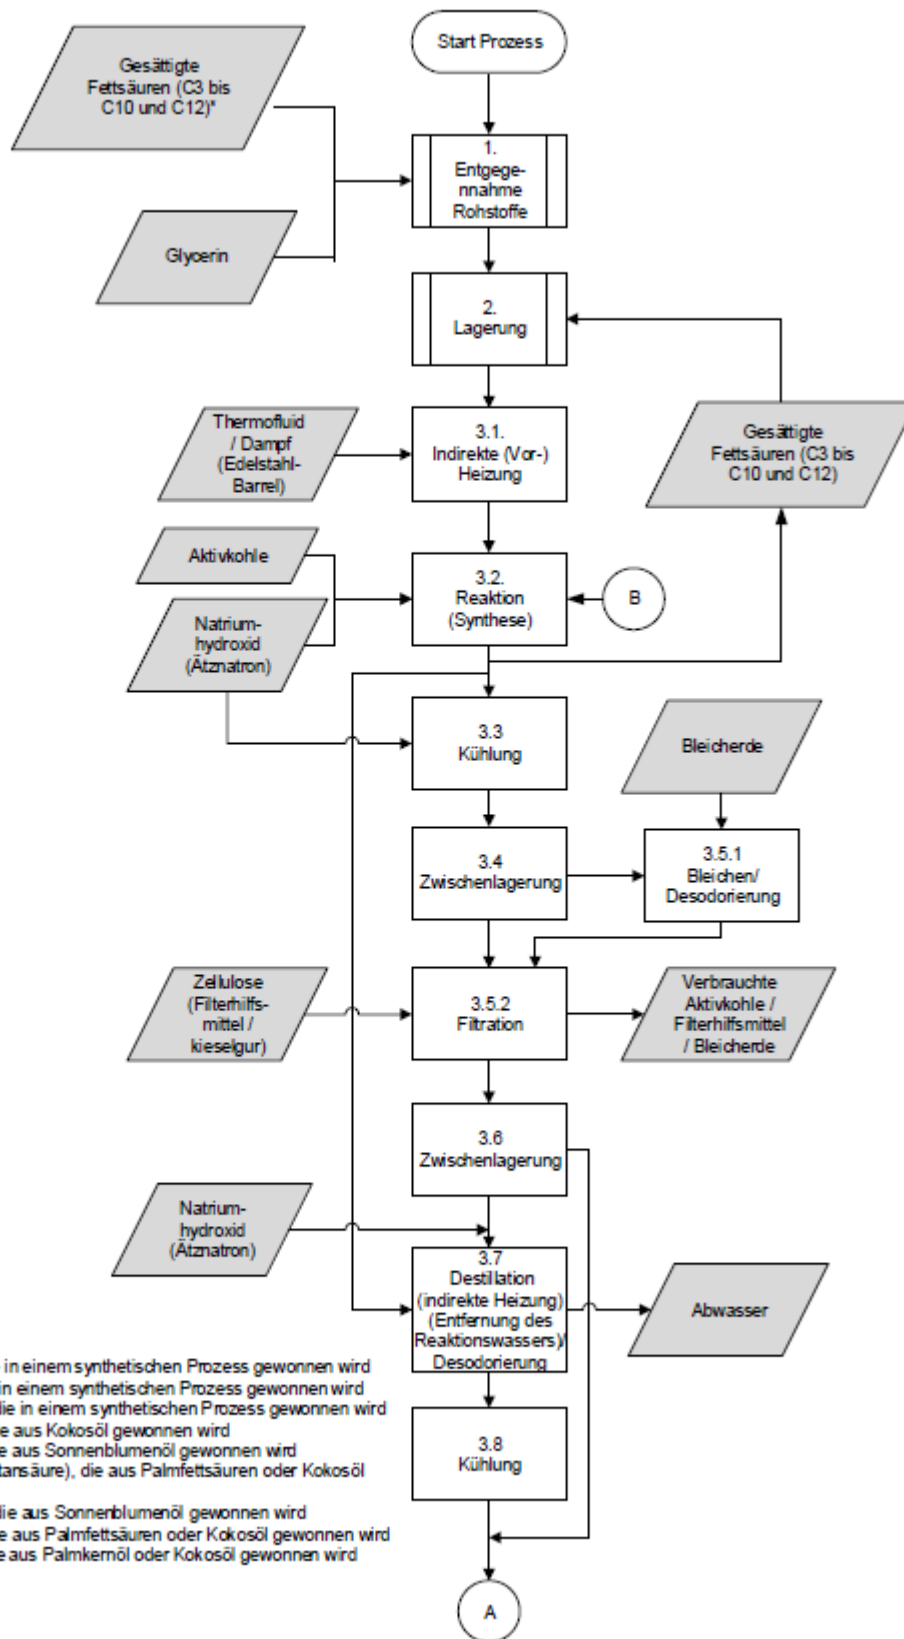 Start Prozess
Gesättigte
Fettsäuren (C3 bis
C10 und C12)*
1.
Entgege-
nnahme
Rohstoffe
Glycerin
2.
Lagerung
Thermofluid
/ Dampf
(Edelstahl-
Barrel)
3.1.
Indirekte (Vor-)
Heizung
Gesättigte
Fettsäuren (C3 bis
C10 und C12)
Aktivkohle
3.2.
Reaktion
(Synthese)
B
Natrium-
hydroxid
(Ätznatron)
3.3
Kühlung
Bleicherde
3.4
Zwischenlagerung
3.5.1
Bleichen/
Desodorierung
Zellulose
(Filterhilfs-
mittel /
kieselgur)
3.5.2
Filtration
Verbrauchte
Aktivkohle /
Filterhilfsmittel
/ Bleicherde
3.6
Zwischenlagerung
Natrium-
hydroxid
(Ätznatron)
3.7
Destillation
(indirekte Heizung)
(Entfernung des
Reaktionswassers)/
Desodorierung
Abwasser
in einem synthetischen Prozess gewonnen wird
in einem synthetischen Prozess gewonnen wird
die in einem synthetischen Prozess gewonnen wird
e aus Kokosöl gewonnen wird
e aus Sonnenblumenöl gewonnen wird
tansäure), die aus Palmfettsäuren oder Kokosöl
die aus Sonnenblumenöl gewonnen wird
e aus Palmfettsäuren oder Kokosöl gewonnen wird
e aus Palmkernöl oder Kokosöl gewonnen wird
3.8
Kühlung
A